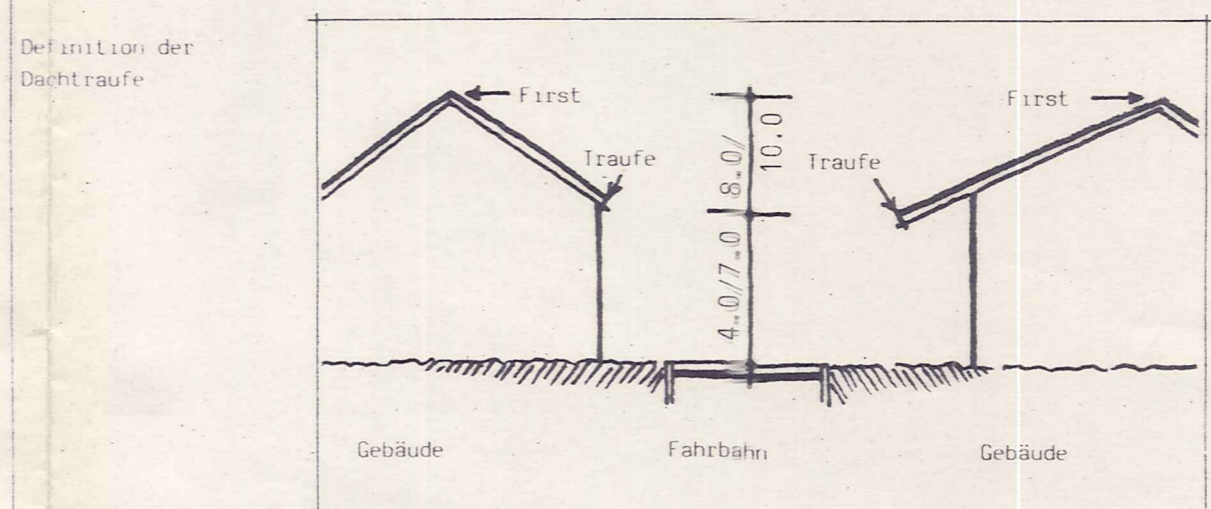 Definition der
Dachtraufe
First
First
Traufe
Traufe
8.0/
10.0
4.0/7.0
Gebäude
Fahrbahn
Gebäude